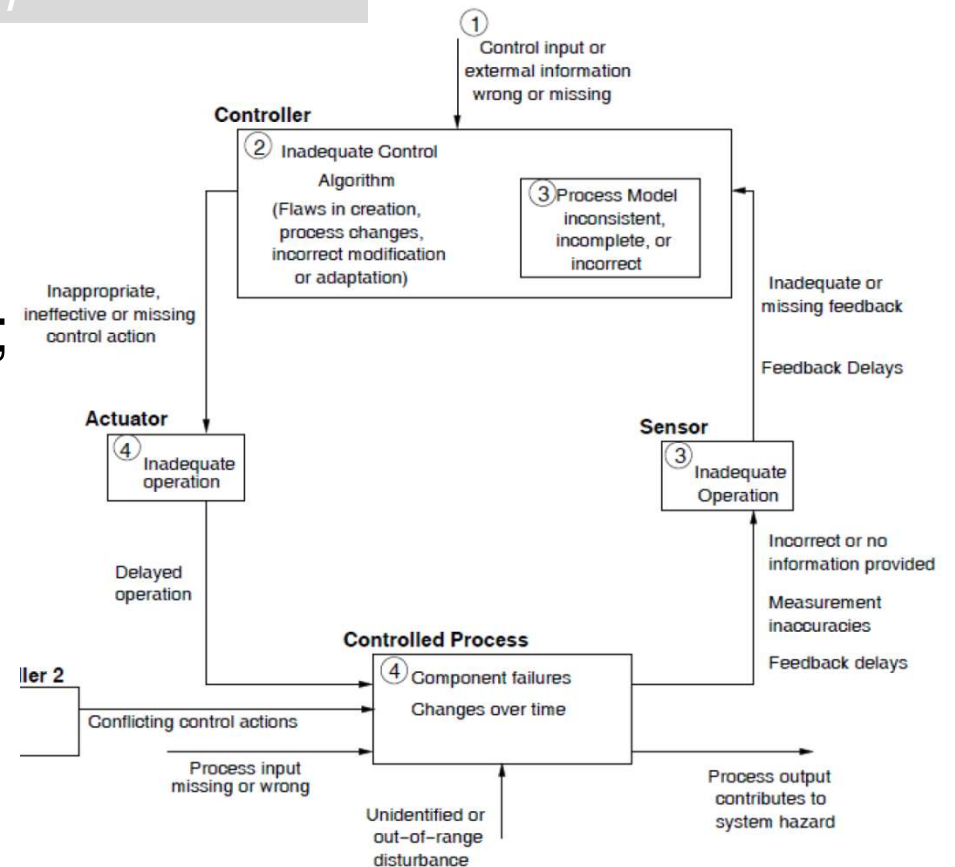 1
Control input or
external information
wrong or missing
Controller
2 Inadequate Control
Algorithm
(Flaws in creation,
process changes,
incorrect modification
or adaptation)
3 Process Model
inconsistent,
incomplete, or
incorrect
Inappropriate,
ineffective or missing
control action
Inadequate or
missing feedback
Feedback Delays
Actuator
4
Inadequate
operation
Sensor
3
Inadequate
Operation
Delayed
operation
Incorrect or no
information provided
Measurement
inaccuracies
Feedback delays
Controlled Process
4 Component failures
Changes over time
ller 2
Conflicting control actions
Process input
missing or wrong
Unidentified or
out-of-range
disturbance
Process output
contributes to
system hazard